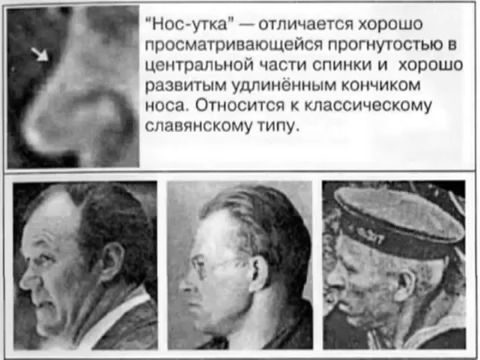 “Нос-утка” — отличается хорошо
просматривающейся прогнутостью в
центральной части спинки и хорошо
развитым удлинённым кончиком
носа. Относится к классическому
славянскому типу.